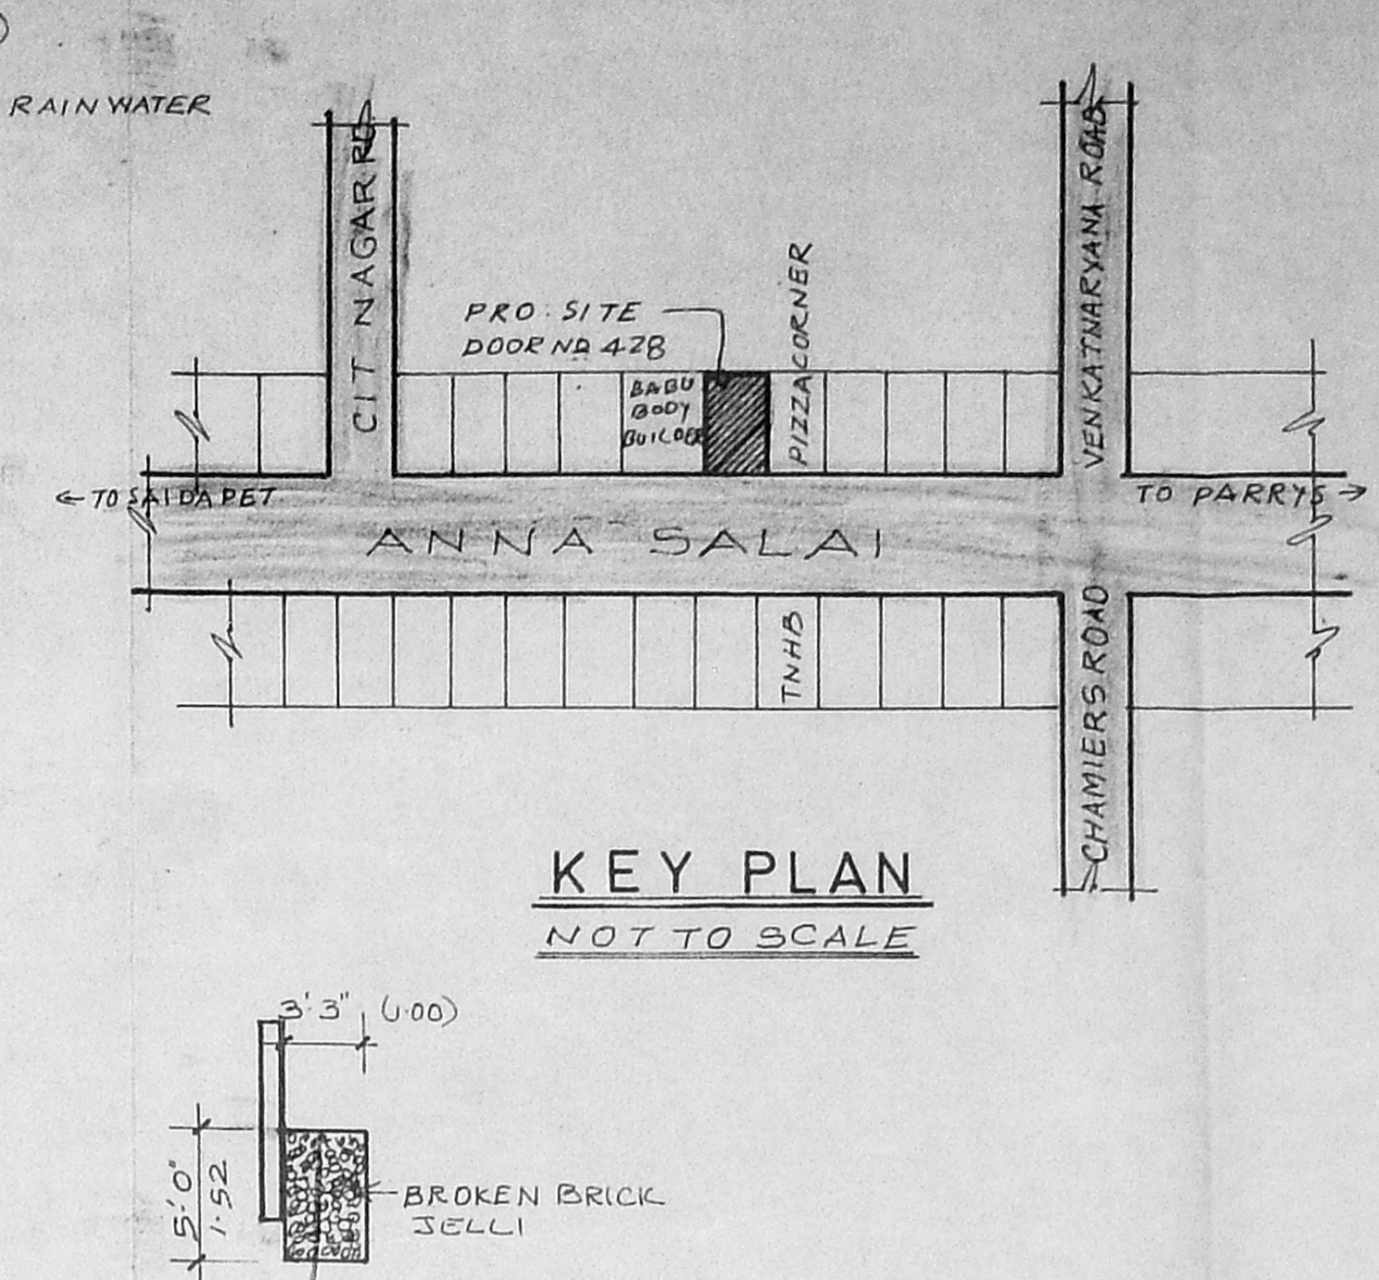 RAIN WATER
CIT NAGAR RD
VENKATNARYANA ROAD
PRO. SITE
DOOR NO 428
PIZZA CORNER
BABU
BODY
BUILDER
← TO SAIDAPET
TO PARRYS →
ANNA SALAI
TNHB
CHAMIERS ROAD
KEY PLAN
NOT TO SCALE
3'3" (1.00)
5'.0"
1.52
BROKEN BRICK
JELLI